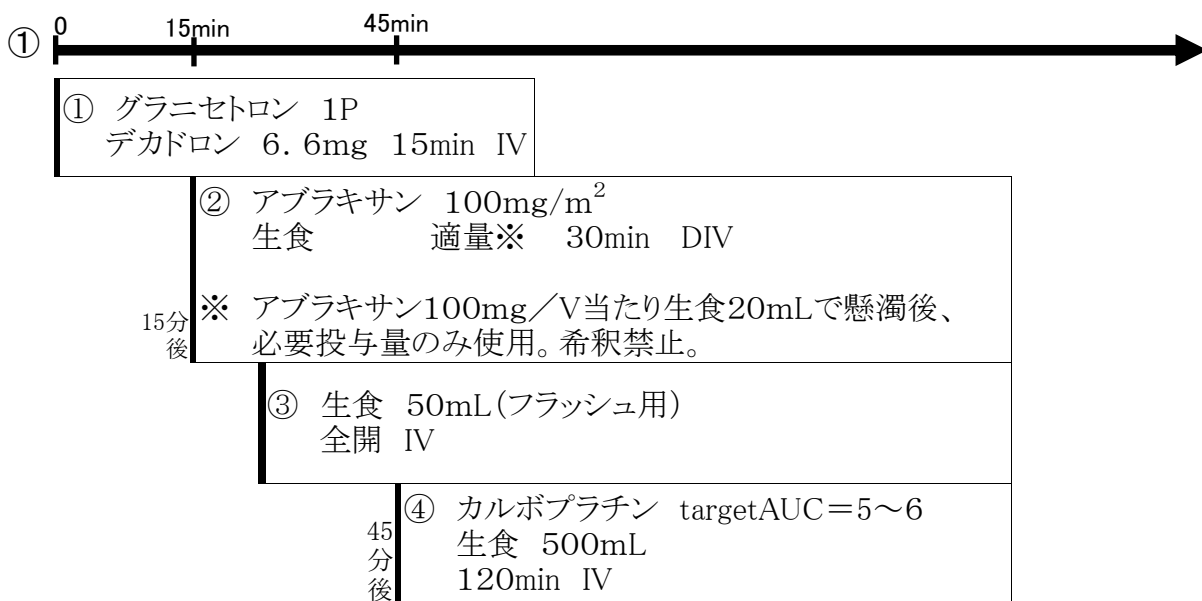 ①
0 15min 45min
① グラニセトロン 1P
デカドロン 6.6mg 15min Ⅳ
② アブラキサン 100mg/m²
生食 適量※ 30min DⅣ
※ アブラキサン100mg/V当たり生食20mLで懸濁後、
必要投与量のみ使用。希釈禁止。
15分
後
③ 生食 50mL(フラッシュ用)
全開 Ⅳ
④ カルボプラチン targetAUC=5~6
生食 500mL
120min Ⅳ
45
分
後